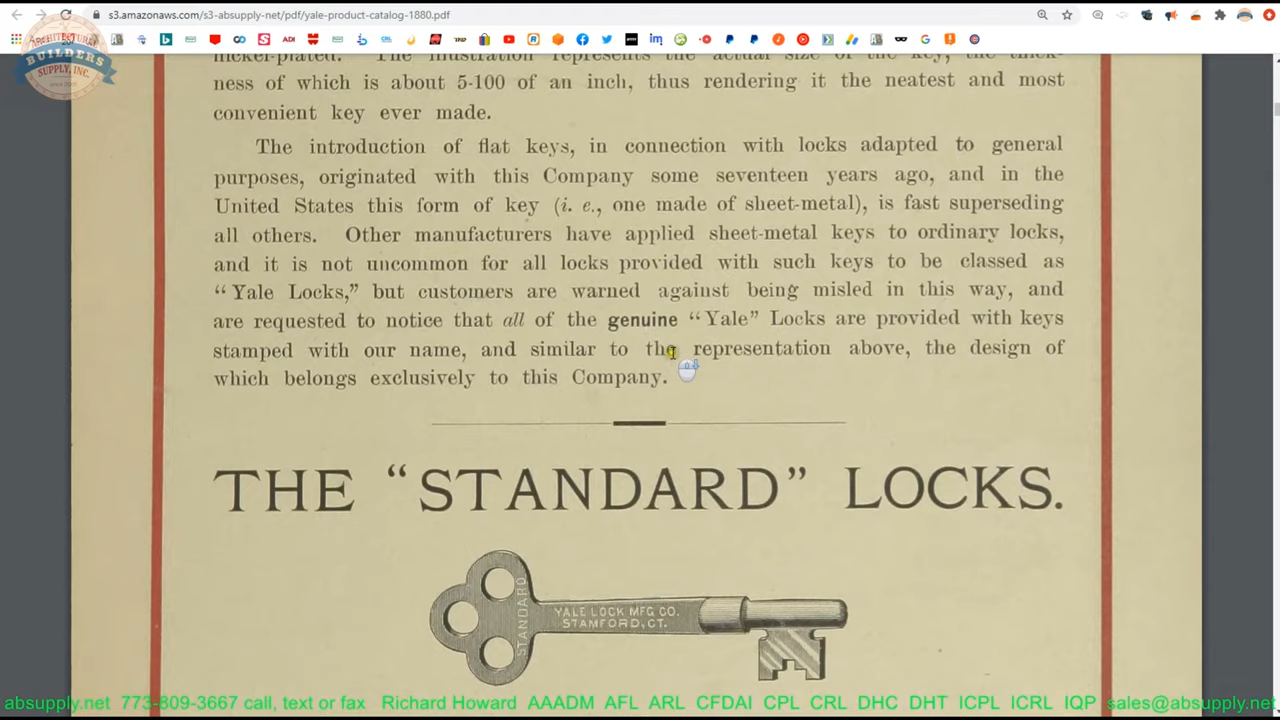 s3.amazonaws.com/s3-absupply-net/pdf/yale-product-catalog-1880.pdf
ARCHITECTURAL
BUILDERS
SUPPLY, INC.
nickel-plated. The illustration represents the actual size of the key, the thick-
ness of which is about 5-100 of an inch, thus rendering it the neatest and most
convenient key ever made.
The introduction of flat keys, in connection with locks adapted to general
purposes, originated with this Company some seventeen years ago, and in the
United States this form of key (i. e., one made of sheet-metal), is fast superseding
all others. Other manufacturers have applied sheet-metal keys to ordinary locks,
and it is not uncommon for all locks provided with such keys to be classed as
“Yale Locks,” but customers are warned against being misled in this way, and
are requested to notice that all of the genuine “Yale” Locks are provided with keys
stamped with our name, and similar to the representation above, the design of
which belongs exclusively to this Company.
THE “STANDARD” LOCKS.
STANDARD
YALE LOCK MFG CO.
STAMFORD, CT.
absupply.net 773-809-3667 call, text or fax Richard Howard AAADM AFL ARL CFDAI CPL CRL DHC DHT ICPL ICRL IQP sales@absupply.net